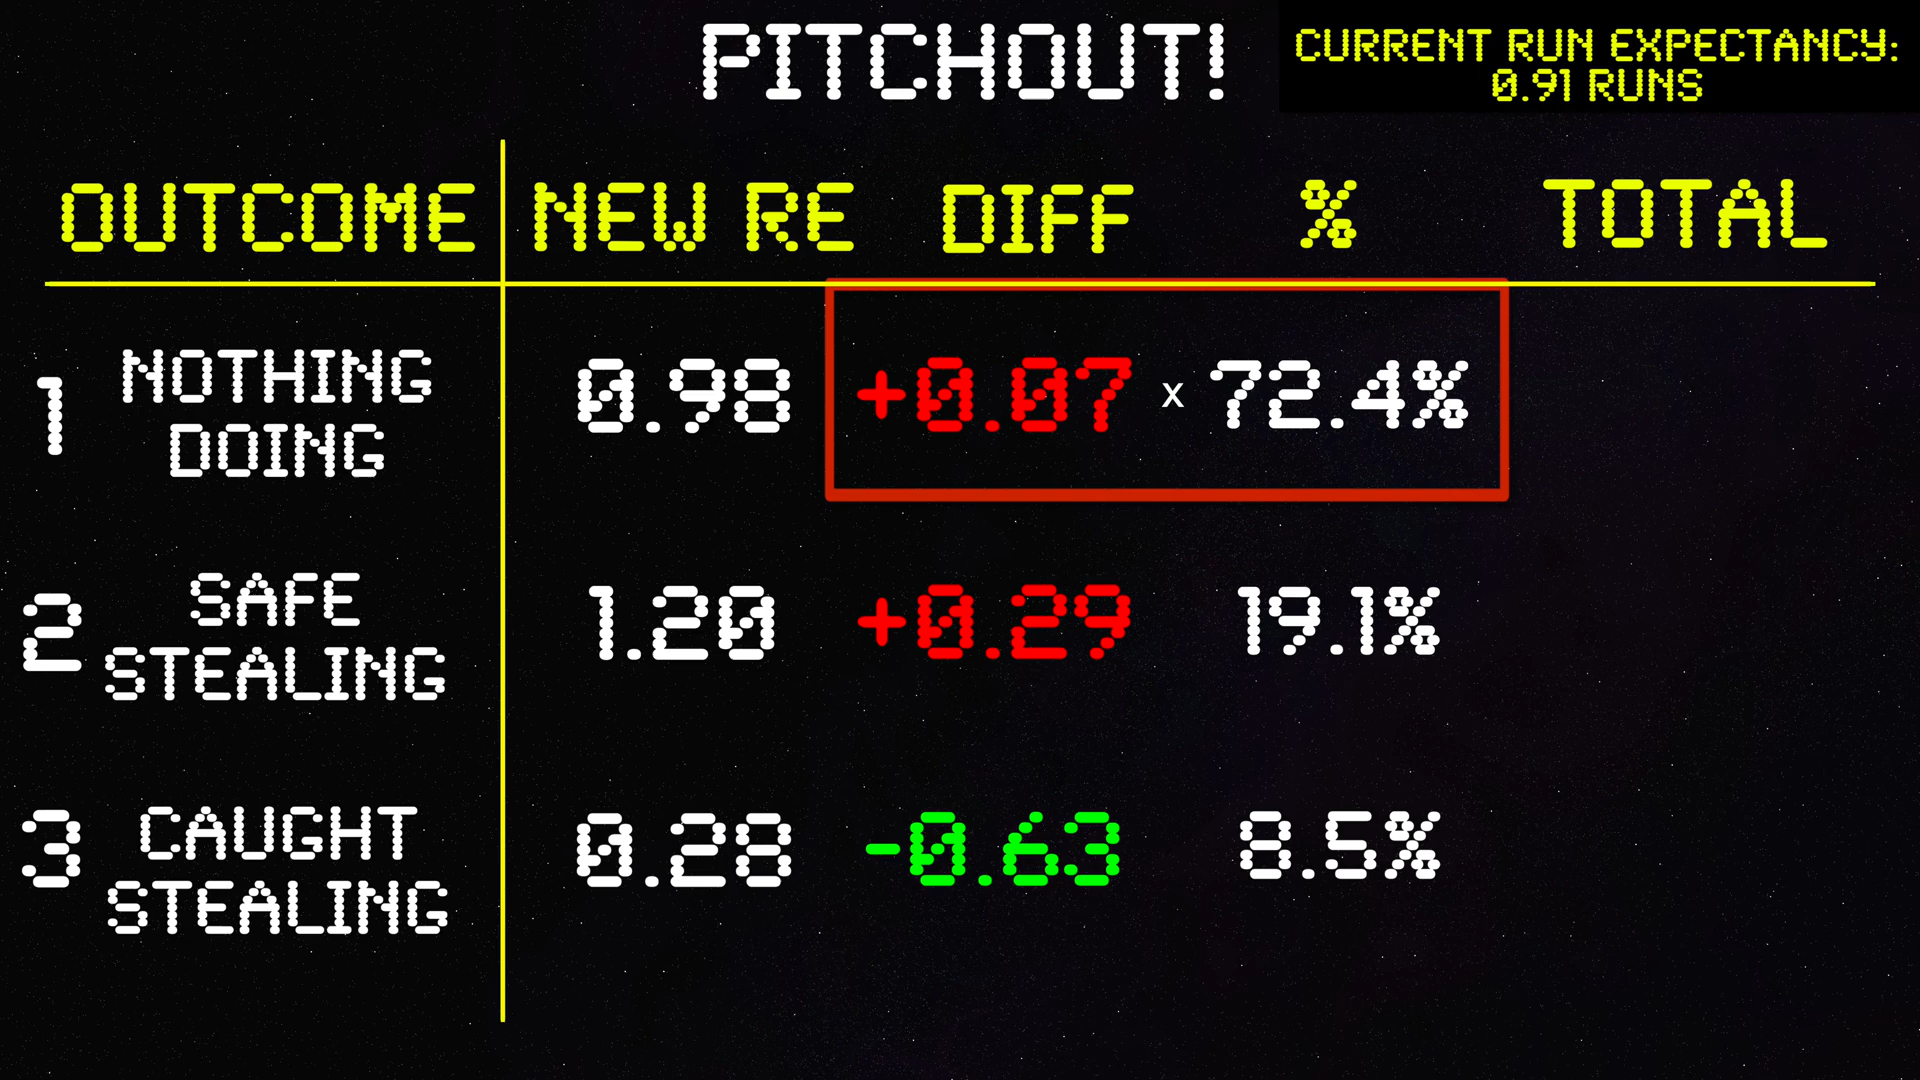 PITCHOUT!
CURRENT RUN EXPECTANCY:
0.91 RUNS
OUTCOME NEW RE DIFF % TOTAL
1 NOTHING DOING 0.98 +0.07 x 72.4%
2 SAFE STEALING 1.20 +0.29 19.1%
3 CAUGHT STEALING 0.28 -0.63 8.5%